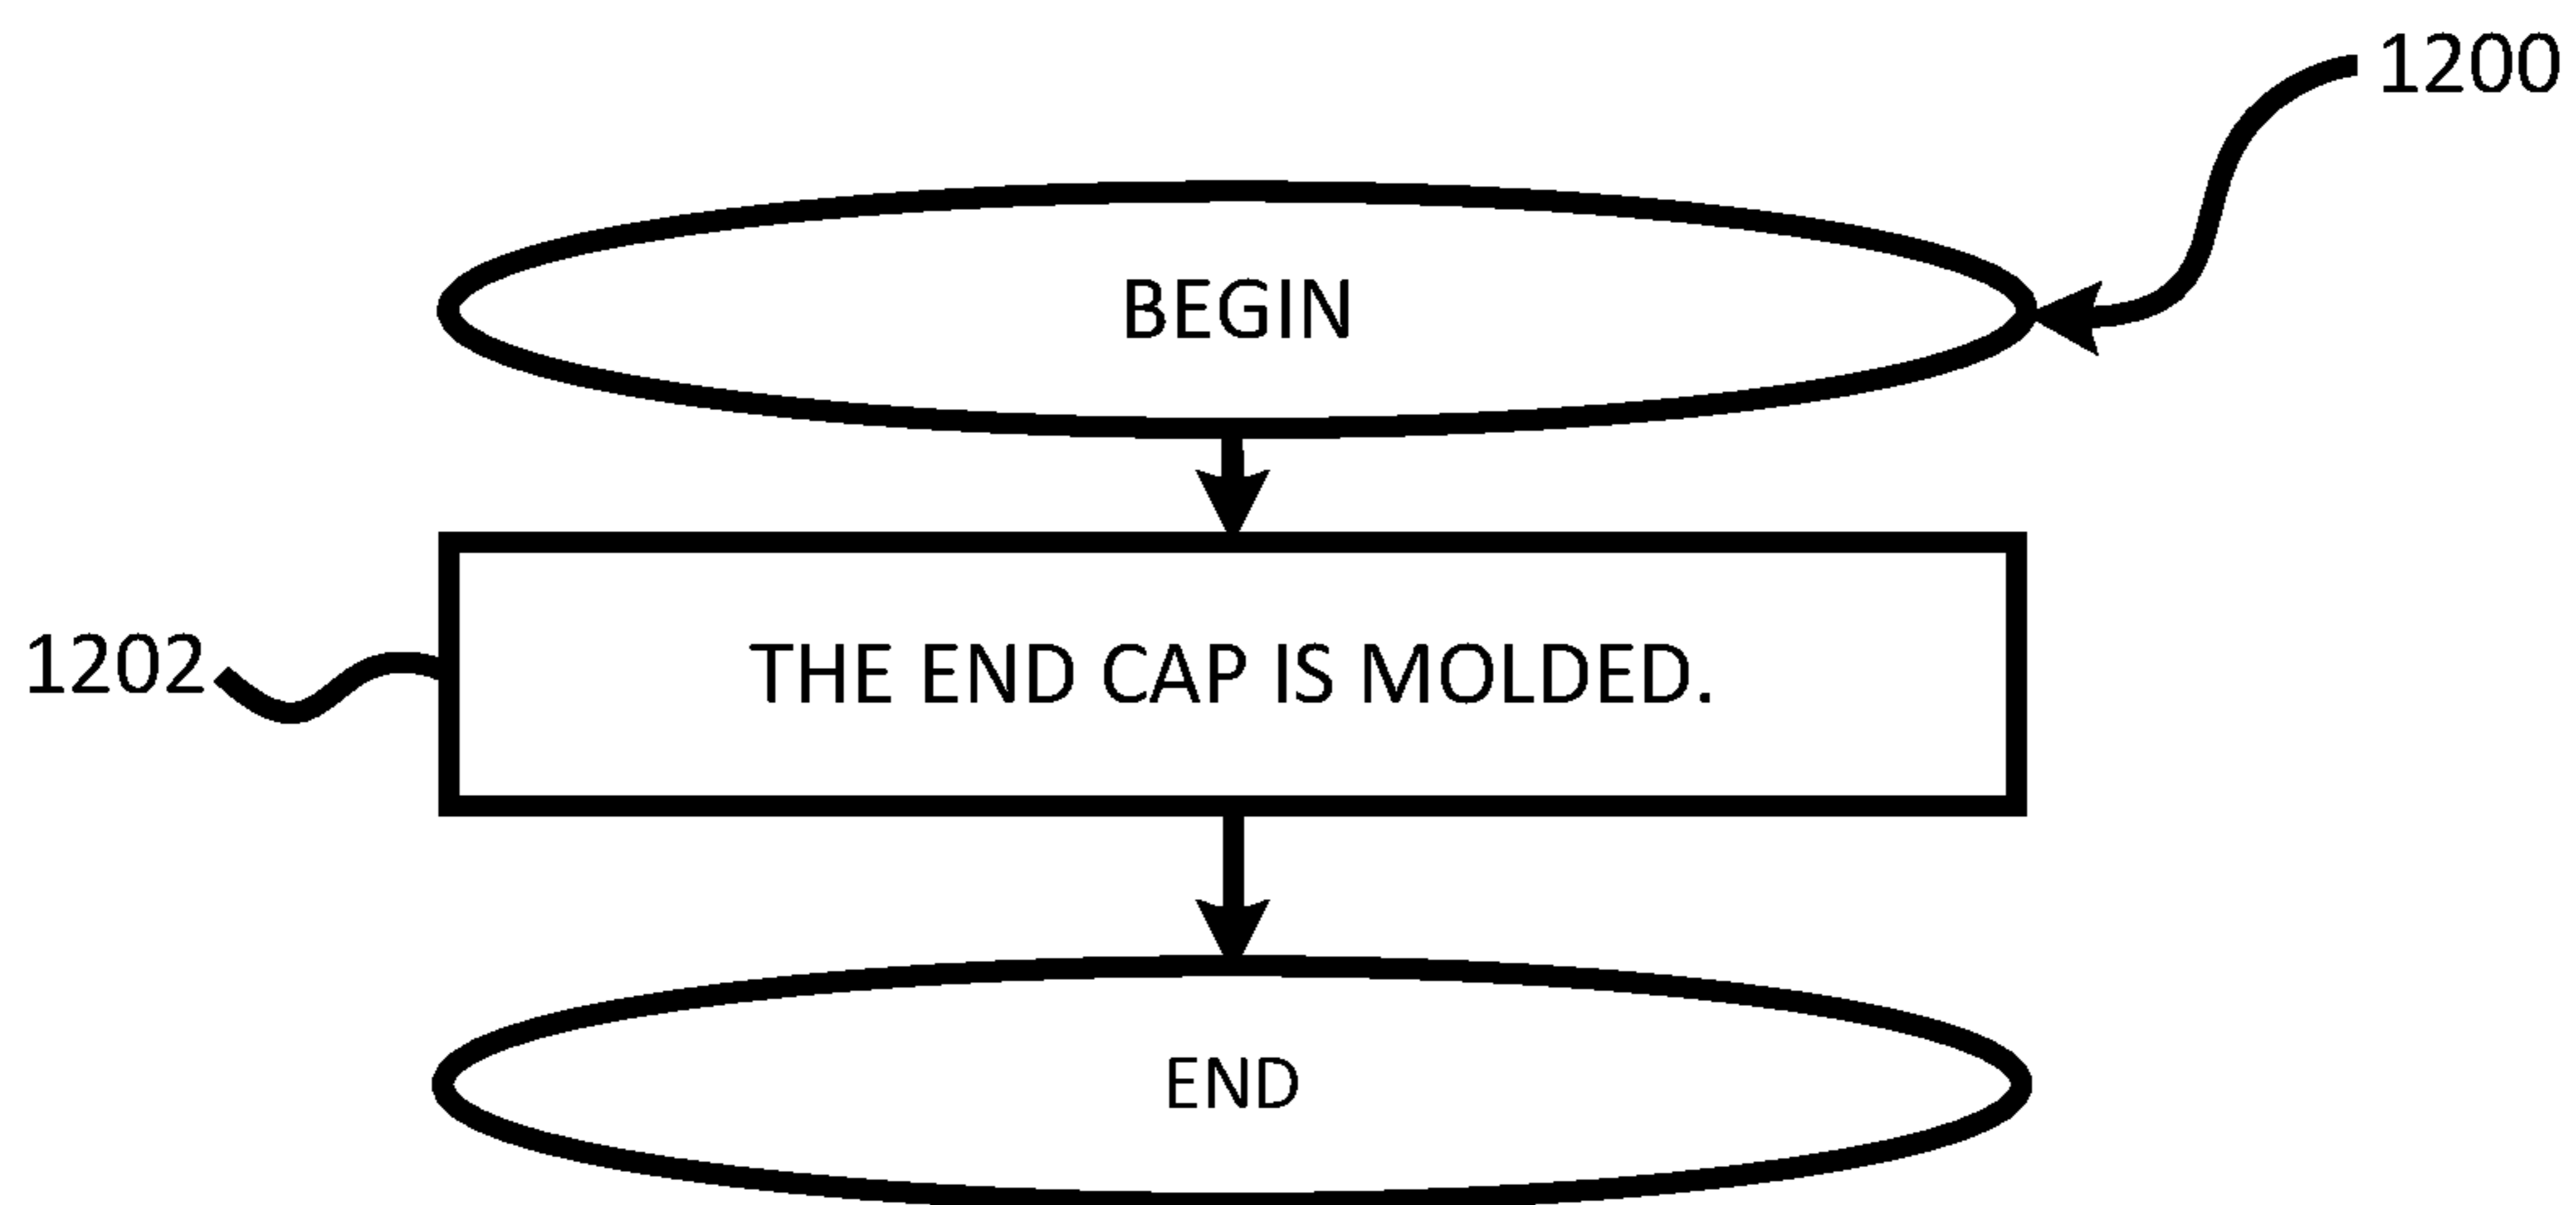 1200
BEGIN
1202
THE END CAP IS MOLDED.
END